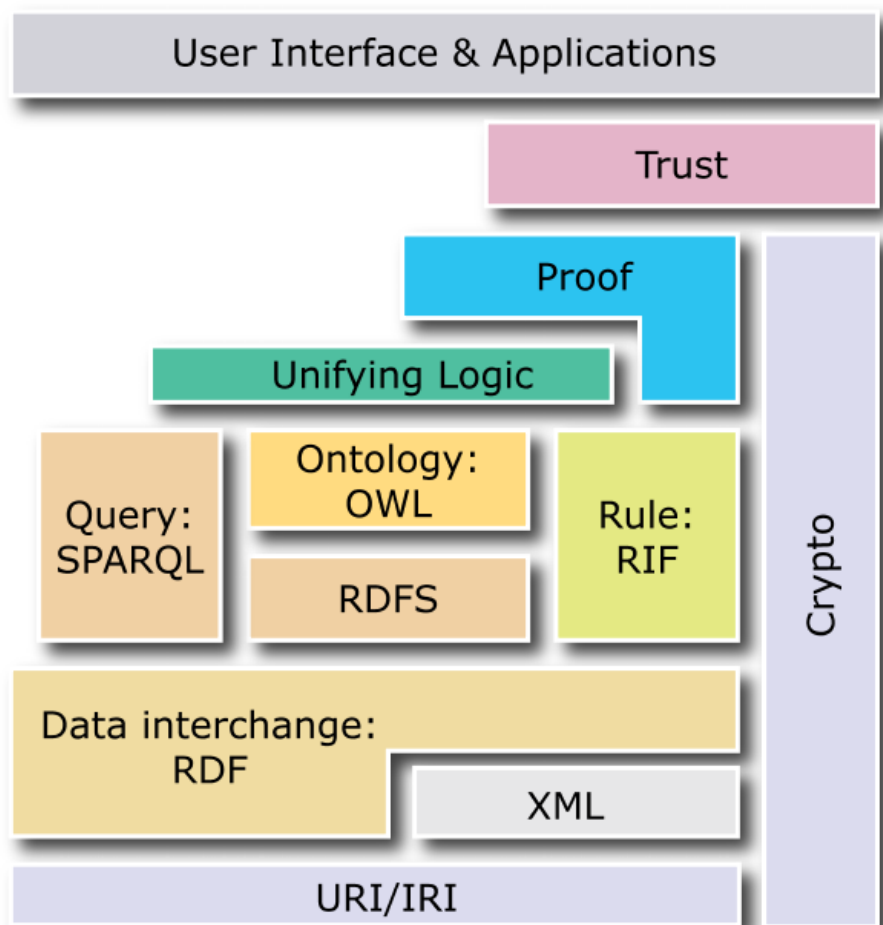 User Interface & Applications
Trust
Proof
Unifying Logic
Query:
SPARQL
Ontology:
OWL
RDFS
Rule:
RIF
Crypto
Data interchange:
RDF
XML
URI/IRI